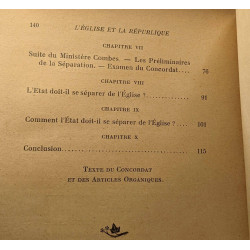 140 L'ÉGLISE ET LA RÉPUBLIQUE
CHAPITRE VII
Suite du Ministère Combes. — Les Préliminaires
de la Séparation. — Examen du Concordat.... 76
CHAPITRE VIII
L'Etat doit-il se séparer de l'Église ?........ 91
CHAPITRE IX
Comment l'État doit-il se séparer de l'Église ?.. 101
CHAPITRE X
Conclusion.......... 115
TEXTE DU CONCORDAT
ET DES ARTICLES ORGANIQUES.